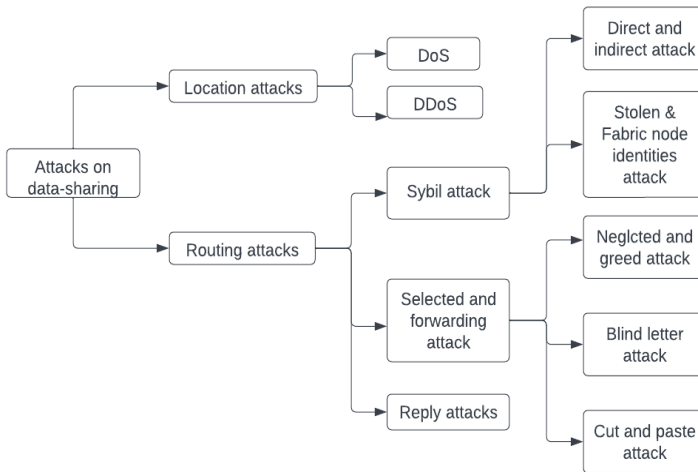 Attacks on
data-sharing
Location attacks
Routing attacks
DoS
DDoS
Sybil attack
Selected and
forwarding
attack
Reply attacks
Direct and
indirect attack
Stolen &
Fabric node
identities
attack
Neglcted and
greed attack
Blind letter
attack
Cut and paste
attack